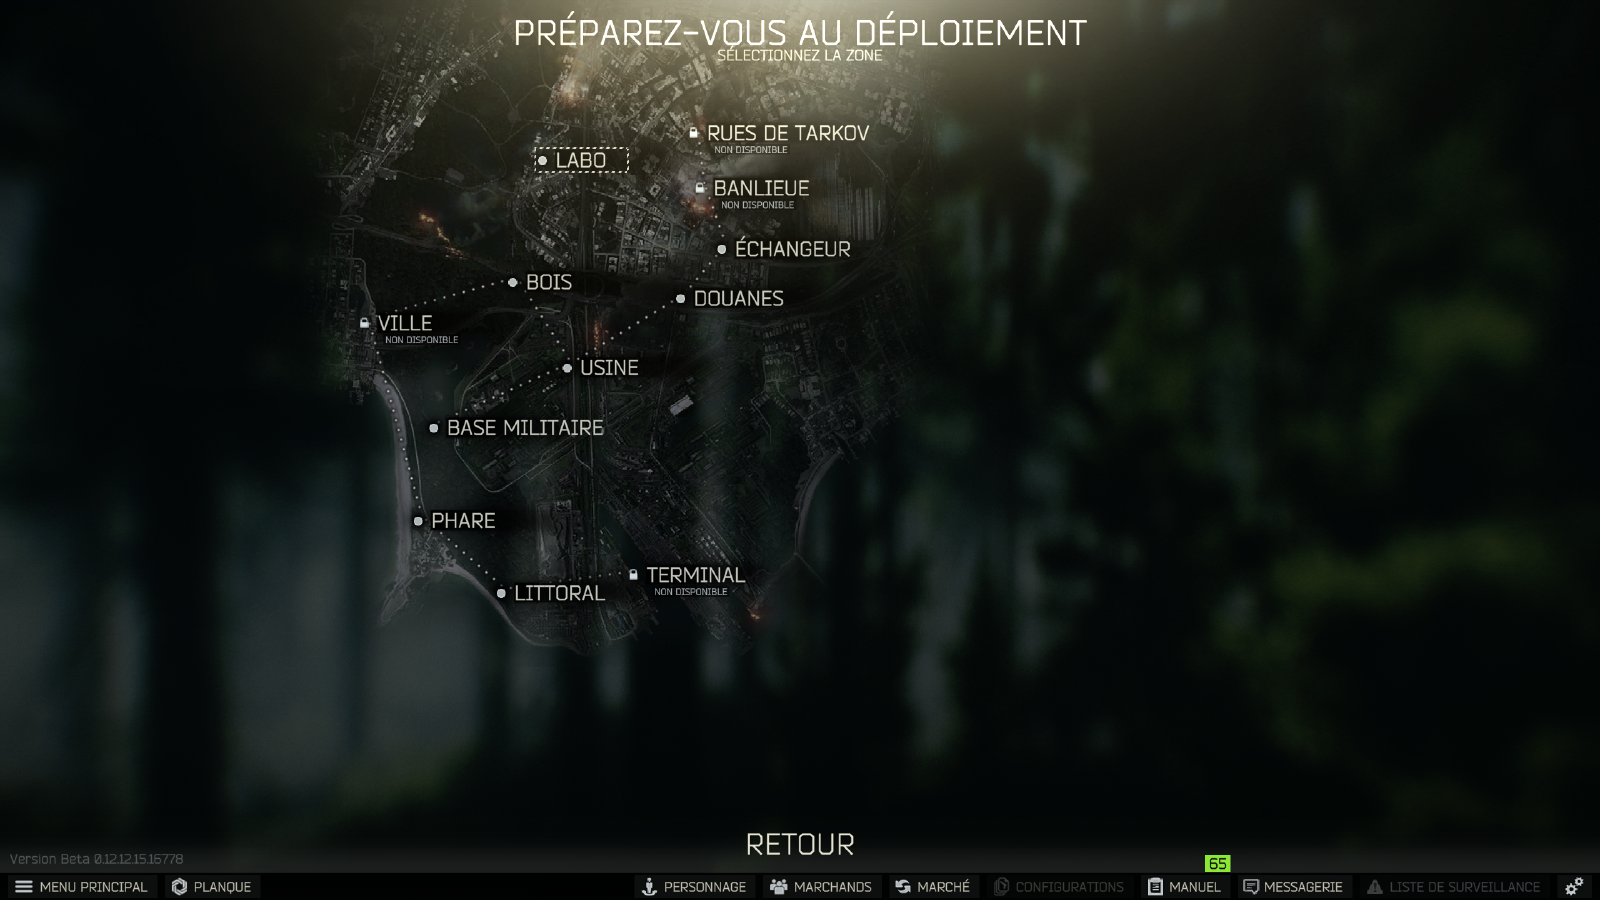 PRÉPAREZ-VOUS AU DÉPLOIEMENT
SÉLECTIONNEZ LA ZONE
RUES DE TARKOV
NON DISPONIBLE
LABO
BANLIEUE
NON DISPONIBLE
ÉCHANGEUR
BOIS
DOUANES
VILLE
NON DISPONIBLE
USINE
BASE MILITAIRE
PHARE
TERMINAL
NON DISPONIBLE
LITTORAL
RETOUR
Version Beta 0.12.12.15.16778
65
MENU PRINCIPAL PLANQUE PERSONNAGE MARCHANDS MARCHÉ CONFIGURATIONS MANUEL MESSAGERIE LISTE DE SURVEILLANCE